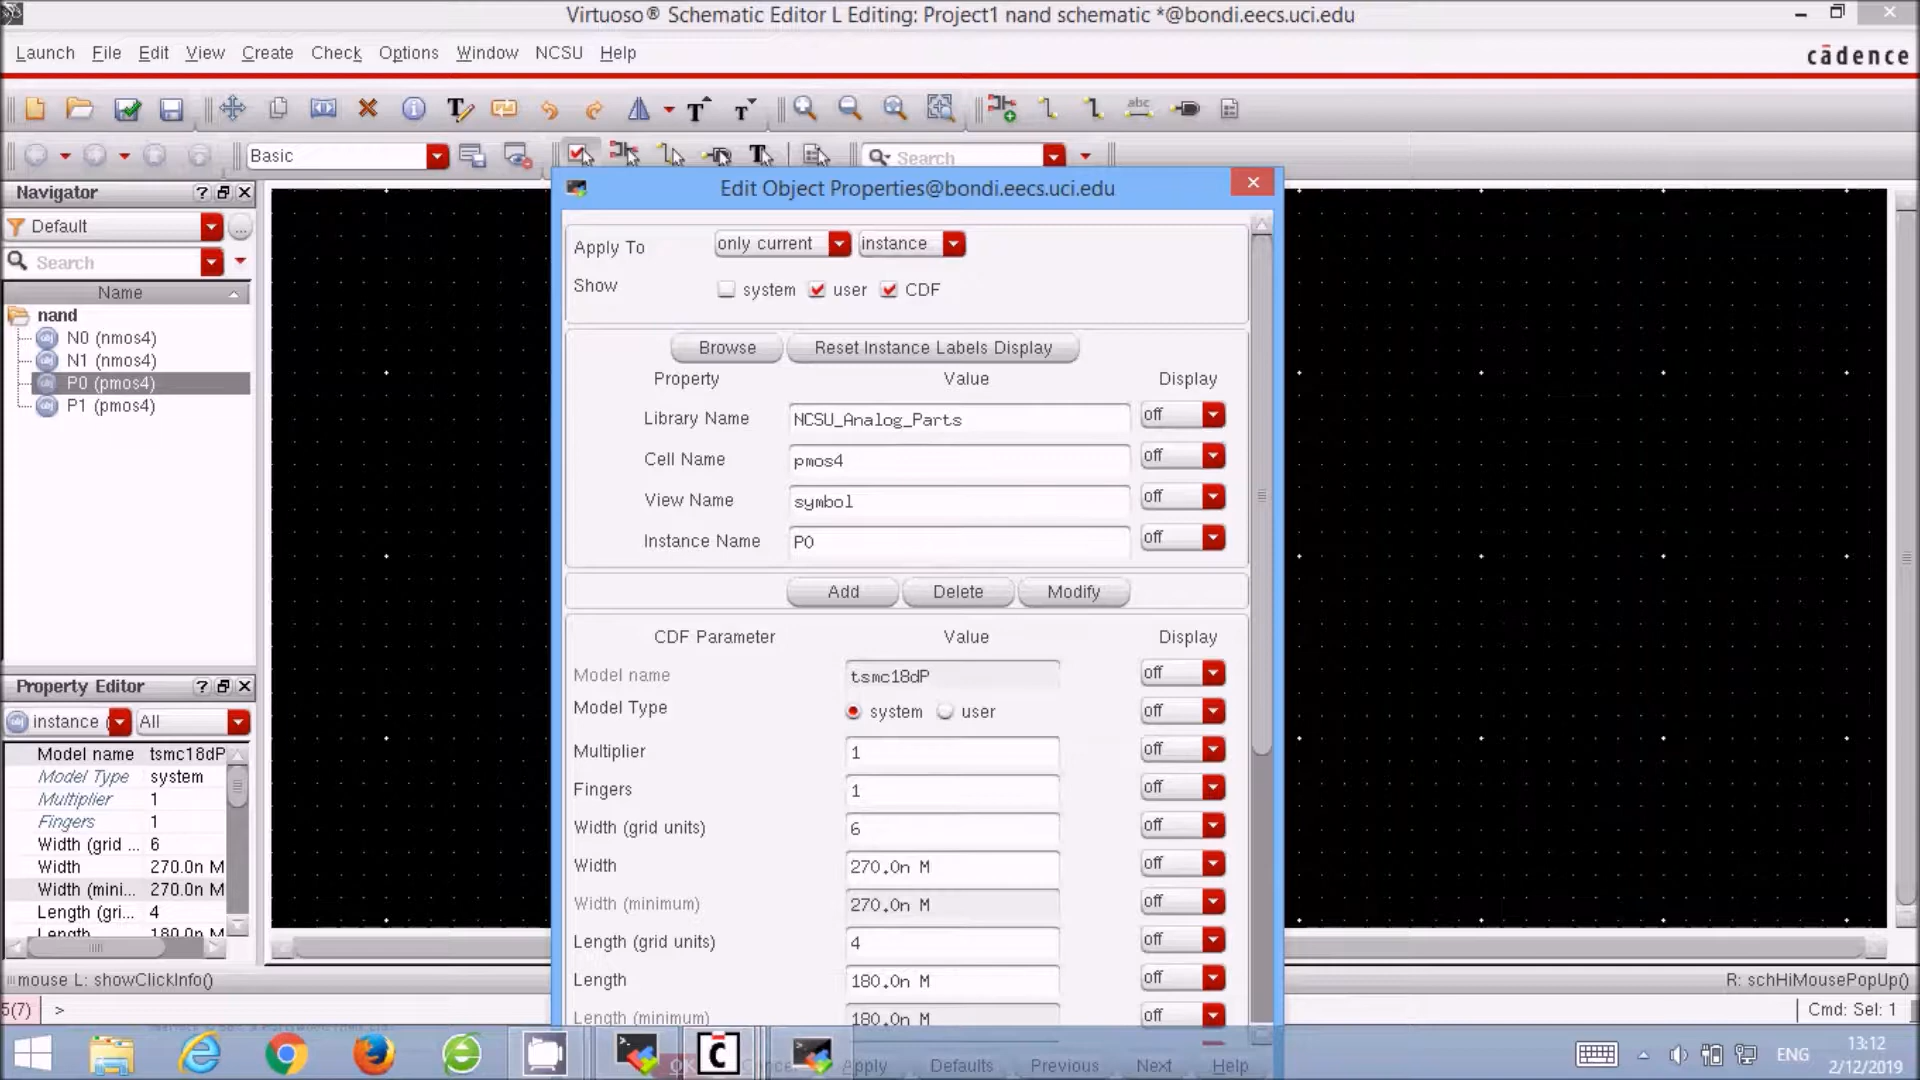 Virtuoso® Schematic Editor L Editing: Project1 nand schematic *@bondi.eecs.uci.edu
Launch File Edit View Create Check Options Window NCSU Help
cādence
Basic
Search
Navigator
Default
Search
Name
nand
N0 (nmos4)
N1 (nmos4)
P0 (pmos4)
P1 (pmos4)
Property Editor
instance ( All
Model name tsmc18dP
Model Type system
Multiplier 1
Fingers 1
Width (grid ... 6
Width 270.0n M
Width (mini... 270.0n M
Length (gri... 4
Length 180.0n M
Edit Object Properties@bondi.eecs.uci.edu
Apply To only current instance
Show system user CDF
Browse Reset Instance Labels Display
Property Value Display
Library Name NCSU_Analog_Parts off
Cell Name pmos4 off
View Name symbol off
Instance Name P0 off
Add Delete Modify
CDF Parameter Value Display
Model name tsmc18dP off
Model Type system user off
Multiplier 1 off
Fingers 1 off
Width (grid units) 6 off
Width 270.0n M off
Width (minimum) 270.0n M off
Length (grid units) 4 off
Length 180.0n M off
Length (minimum) 180.0n M off
OK Apply Defaults Previous Next Help
mouse L: showClickInfo()
R: schHiMousePopUp()
5(7) >
Cmd: Sel: 1
ENG
13:12
2/12/2019